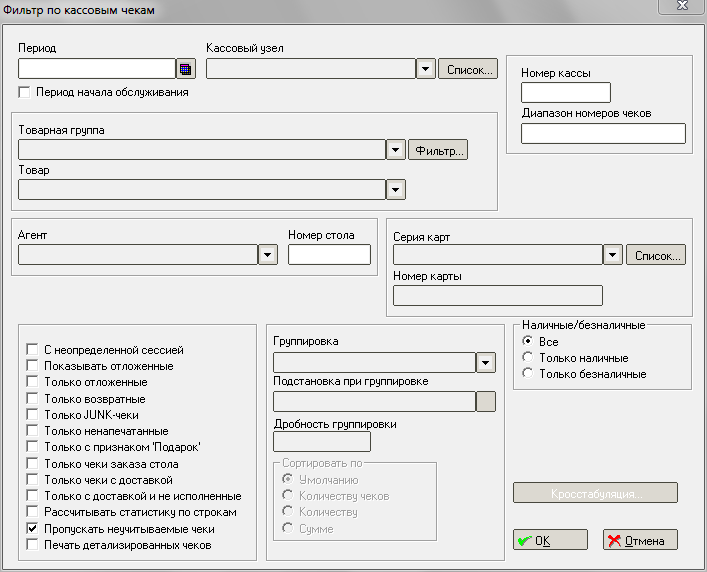 Фильтр по кассовым чекам
Период
Кассовый узел
Список...
Период начала обслуживания
Номер кассы
Диапазон номеров чеков
Товарная группа
Фильтр...
Товар
Агент
Номер стола
Серия карт
Список...
Номер карты
С неопределенной сессией
Показывать отложенные
Только отложенные
Только возвратные
Только JUNK-чеки
Только ненапечатанные
Только с признаком 'Подарок'
Только чеки заказа стола
Только чеки с доставкой
Только с доставкой и не исполненные
Рассчитывать статистику по строкам
Пропускать неучитываемые чеки
Печать детализированных чеков
Группировка
Подстановка при группировке
Дробность группировки
Сортировать по
Умолчанию
Количеству чеков
Количеству
Сумме
Наличные/безналичные
Все
Только наличные
Только безналичные
Кросстабуляция...
OK
Отмена